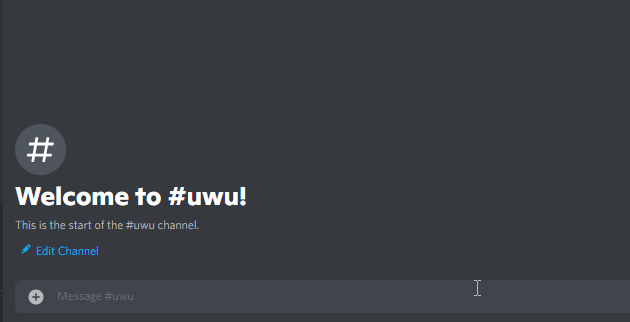 #
Welcome to #uwu!
This is the start of the #uwu channel.
Edit Channel
Message #uwu